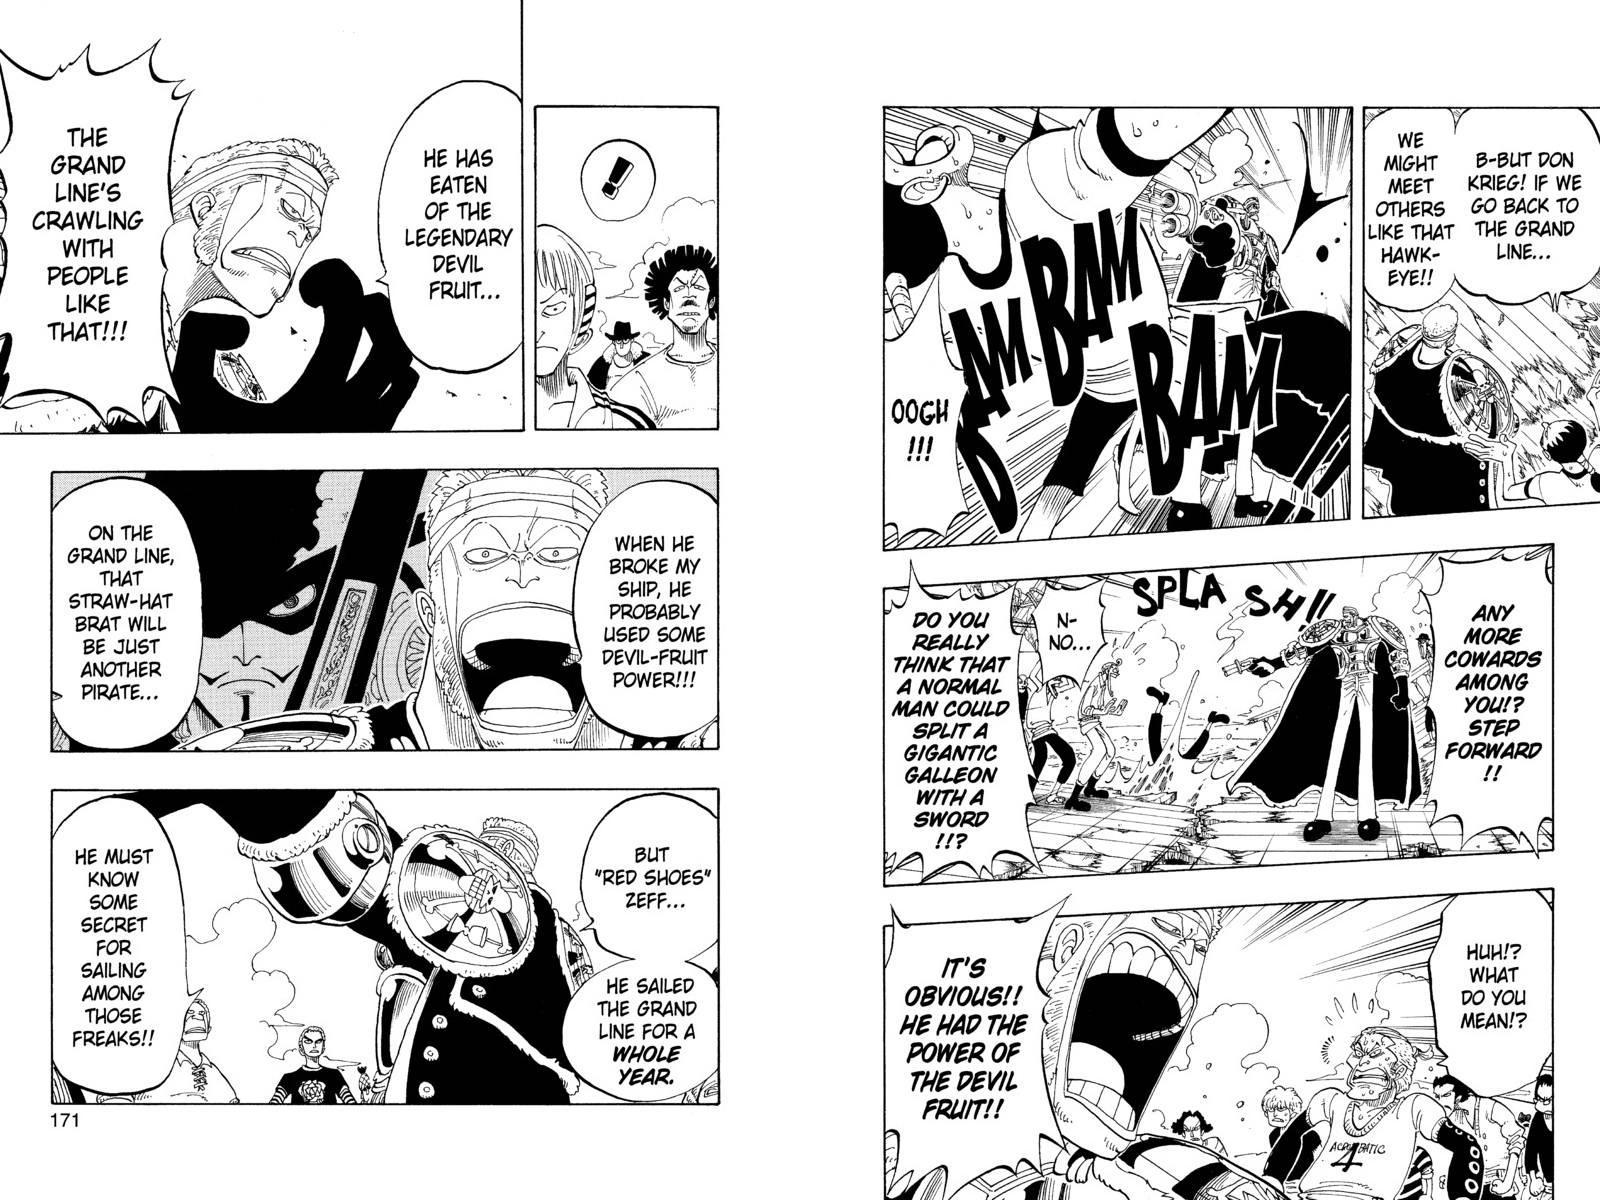 B-BUT DON
KRIEG! IF WE
GO BACK TO
THE GRAND
LINE...
WE
MIGHT
MEET
OTHERS
LIKE THAT
HAWK-
EYE!!
BAM
BAM
BAM
OOGH
!!!
ANY
MORE
COWARDS
AMONG
YOU!?
STEP
FORWARD
!!
SPLASH!!
N-
NO...
DO YOU
REALLY
THINK THAT
A NORMAL
MAN COULD
SPLIT A
GIGANTIC
GALLEON
WITH A
SWORD
!!?
HUH!?
WHAT
DO YOU
MEAN!?
ACROBATIC
4
IT'S
OBVIOUS!!
HE HAD THE
POWER OF
THE DEVIL
FRUIT!!
!
HE HAS
EATEN
OF THE
LEGENDARY
DEVIL
FRUIT...
THE
GRAND
LINE'S
CRAWLING
WITH
PEOPLE
LIKE
THAT!!!
WHEN HE
BROKE MY
SHIP, HE
PROBABLY
USED SOME
DEVIL-FRUIT
POWER!!!
ON THE
GRAND LINE,
THAT
STRAW-HAT
BRAT WILL
BE JUST
ANOTHER
PIRATE...
BUT
"RED SHOES"
ZEFF...
HE SAILED
THE GRAND
LINE FOR A
WHOLE
YEAR.
HE MUST
KNOW
SOME
SECRET
FOR
SAILING
AMONG
THOSE
FREAKS!!
171